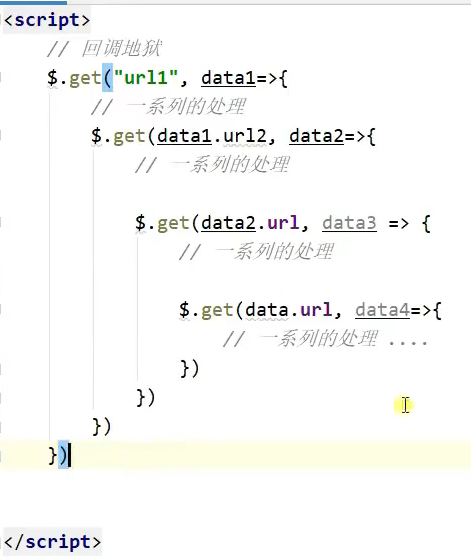 <script>
// 回调地狱
$.get("url1", data1=>{
// 一系列的处理
$.get(data1.url2, data2=>{
// 一系列的处理
$.get(data2.url, data3 => {
// 一系列的处理
$.get(data.url, data4=>{
// 一系列的处理 ....
})
})
})
})
</script>